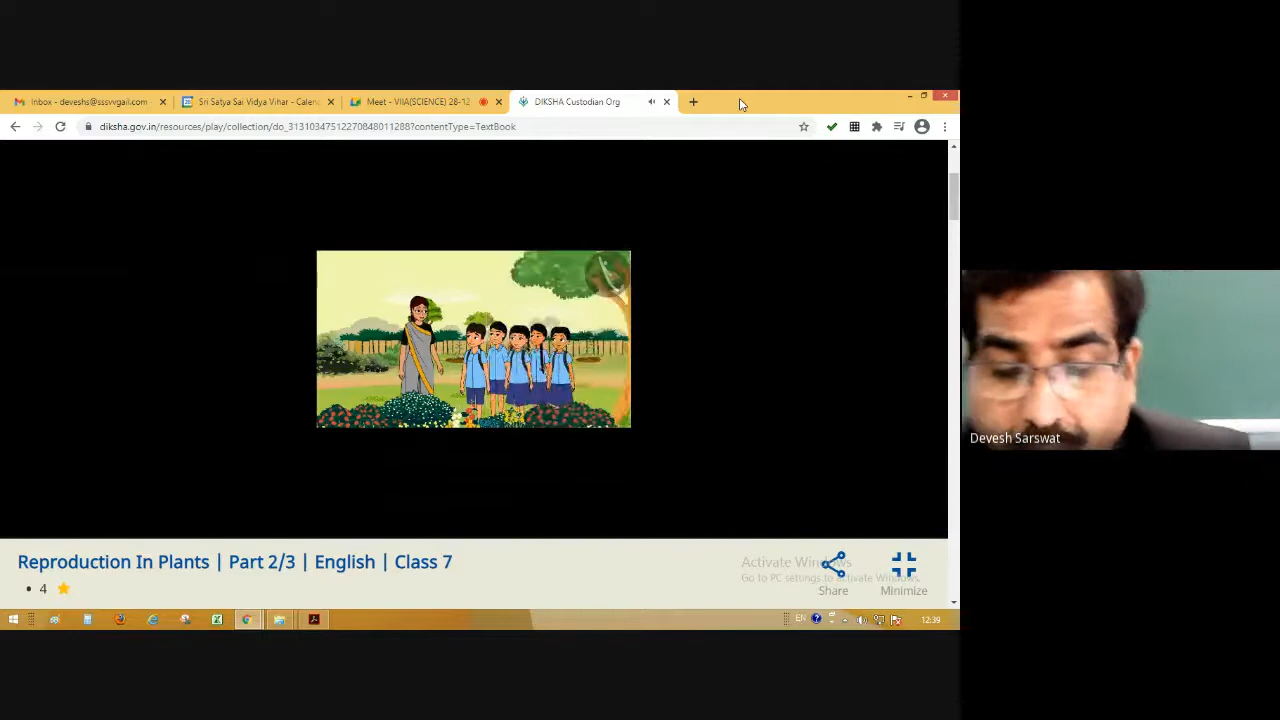 Inbox - deveshs@sssvvgail.com
Sri Satya Sai Vidya Vihar - Calen
Meet - VIIA(SCIENCE) 28-12
DIKSHA Custodian Org
diksha.gov.in/resources/play/collection/do_31310347512270848011288?contentType=TextBook
Devesh Sarswat
Reproduction In Plants | Part 2/3 | English | Class 7
• 4
Activate Windows
Go to PC settings to activate Windows.
Share
Minimize
EN
12:39